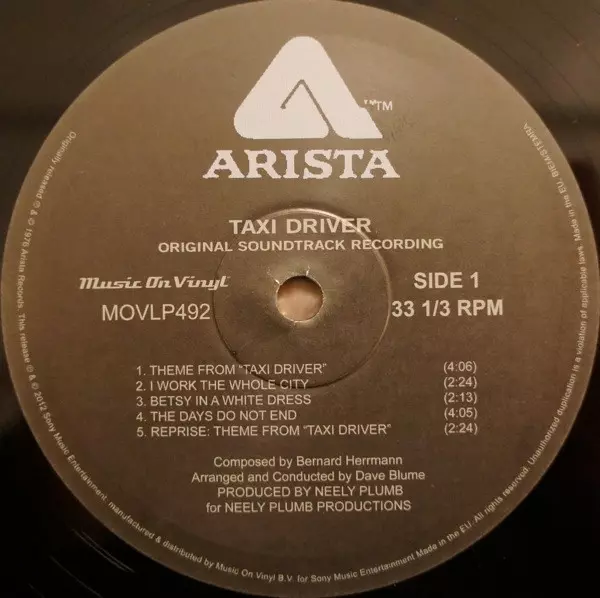 TM
ARISTA
TAXI DRIVER
ORIGINAL SOUNDTRACK RECORDING
Music On Vinyl
SIDE 1
MOVLP492
33 1/3 RPM
1. THEME FROM "TAXI DRIVER" (4:06)
2. I WORK THE WHOLE CITY (2:24)
3. BETSY IN A WHITE DRESS (2:13)
4. THE DAYS DO NOT END (4:05)
5. REPRISE: THEME FROM "TAXI DRIVER" (2:24)
Composed by Bernard Herrmann
Arranged and Conducted by Dave Blume
PRODUCED BY NEELY PLUMB
for NEELY PLUMB PRODUCTIONS
Originally released ℗ & © 1976 Arista Records. This release ℗ & © 2012 Sony Music Entertainment. manufactured & distributed by Music On Vinyl B.V. for Sony Music Entertainment Made in the EU. All rights reserved. Unauthorized duplication is a violation of applicable laws. Made in EU. BIEM/STEMRA.